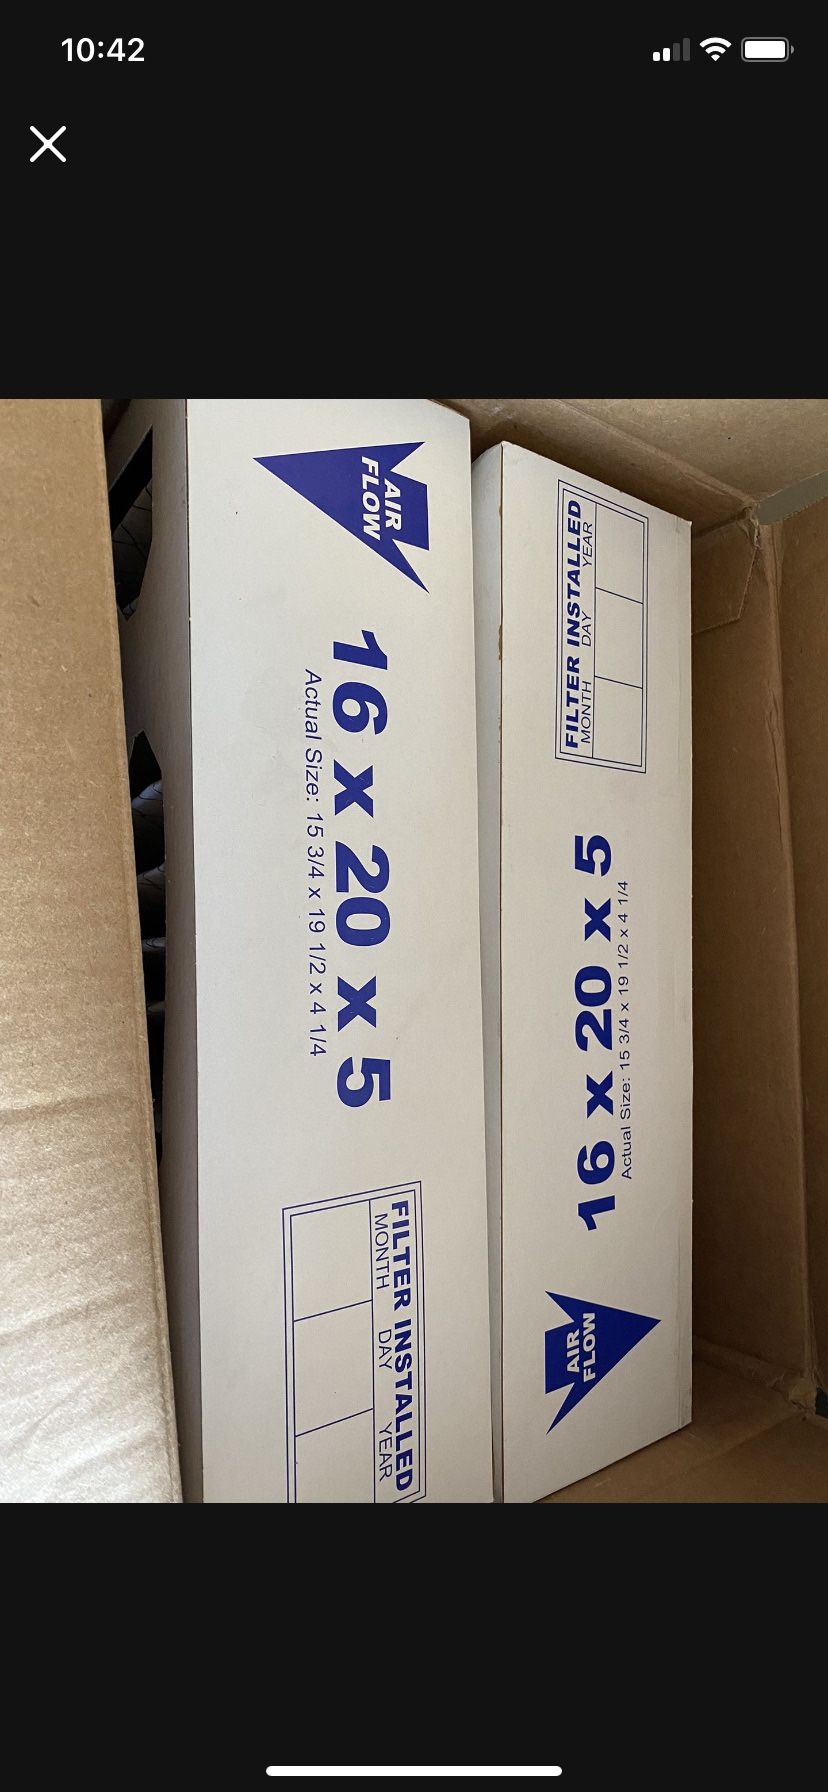 10:42
AIR
FLOW
16 x 20 x 5
Actual Size: 15 3/4 x 19 1/2 x 4 1/4
FILTER INSTALLED
MONTH DAY YEAR
FILTER INSTALLED
MONTH DAY YEAR
16 x 20 x 5
Actual Size: 15 3/4 x 19 1/2 x 4 1/4
AIR
FLOW